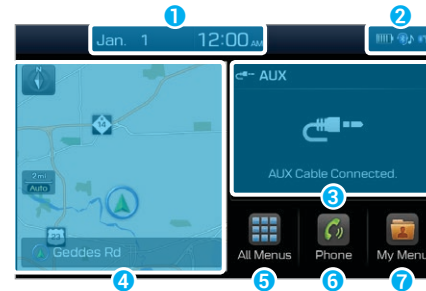 1 2
Jan. 1 12:00 AM
AUX
14
AUX Cable Connected.
2mi
Auto
3
23
Geddes Rd
All Menus Phone My Menu
4 5 6 7